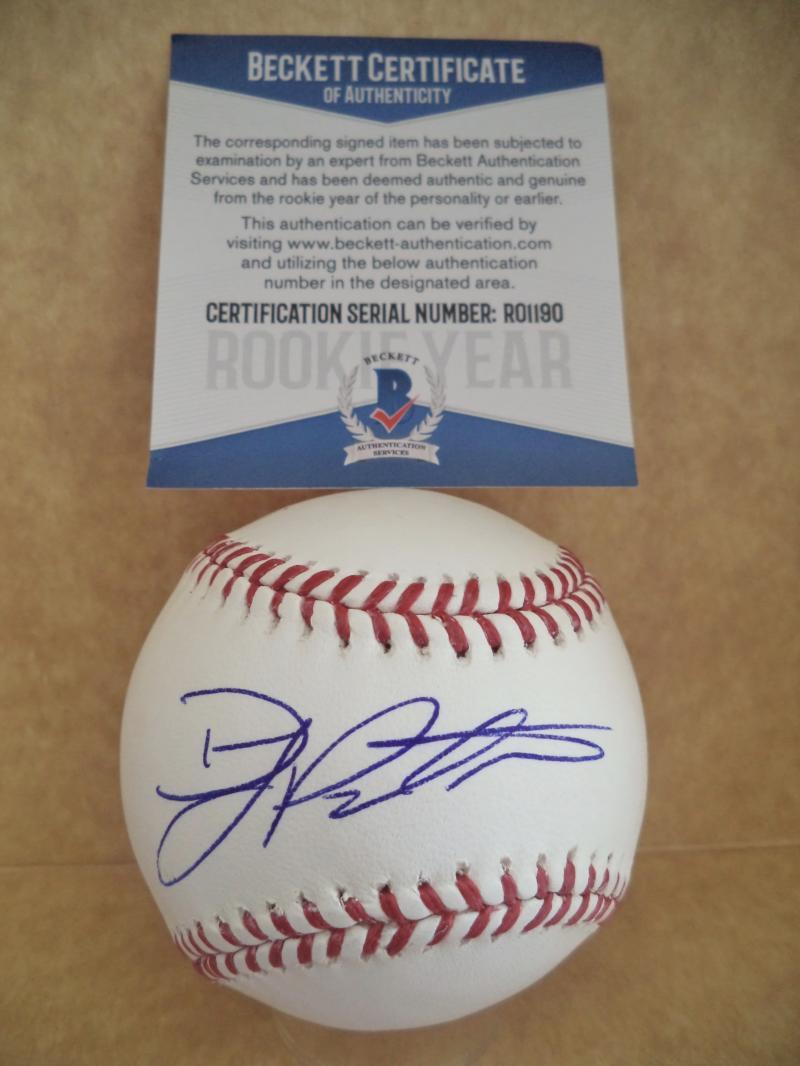 BECKETT CERTIFICATE
OF AUTHENTICITY
The corresponding signed item has been subjected to
examination by an expert from Beckett Authentication
Services and has been deemed authentic and genuine
from the rookie year of the personality or earlier.
This authentication can be verified by
visiting www.beckett-authentication.com
and utilizing the below authentication
number in the designated area.
CERTIFICATION SERIAL NUMBER: R01190
ROOKIE YEAR
BECKETT
B
AUTHENTICATION
SERVICES